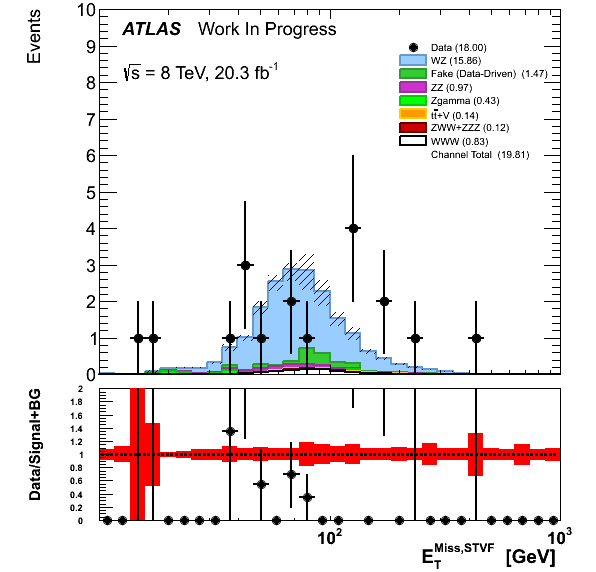 Events
10
9
8
7
6
5
4
3
2
1
0
ATLAS Work In Progress
√s = 8 TeV, 20.3 fb⁻¹
Data (18.00)
WZ (15.86)
Fake (Data-Driven) (1.47)
ZZ (0.97)
Zgamma (0.43)
tt̄+V (0.14)
ZWW+ZZZ (0.12)
WWW (0.83)
Channel Total (19.81)
Data/Signal+BG
2
1.8
1.6
1.4
1.2
1
0.8
0.6
0.4
0.2
0
10² 10³
E_T^Miss,STVF [GeV]